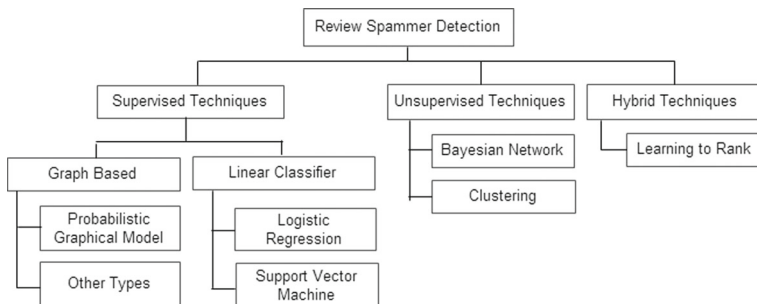 Review Spammer Detection
Supervised Techniques
Unsupervised Techniques
Hybrid Techniques
Graph Based
Linear Classifier
Bayesian Network
Learning to Rank
Clustering
Probabilistic
Graphical Model
Logistic
Regression
Other Types
Support Vector
Machine